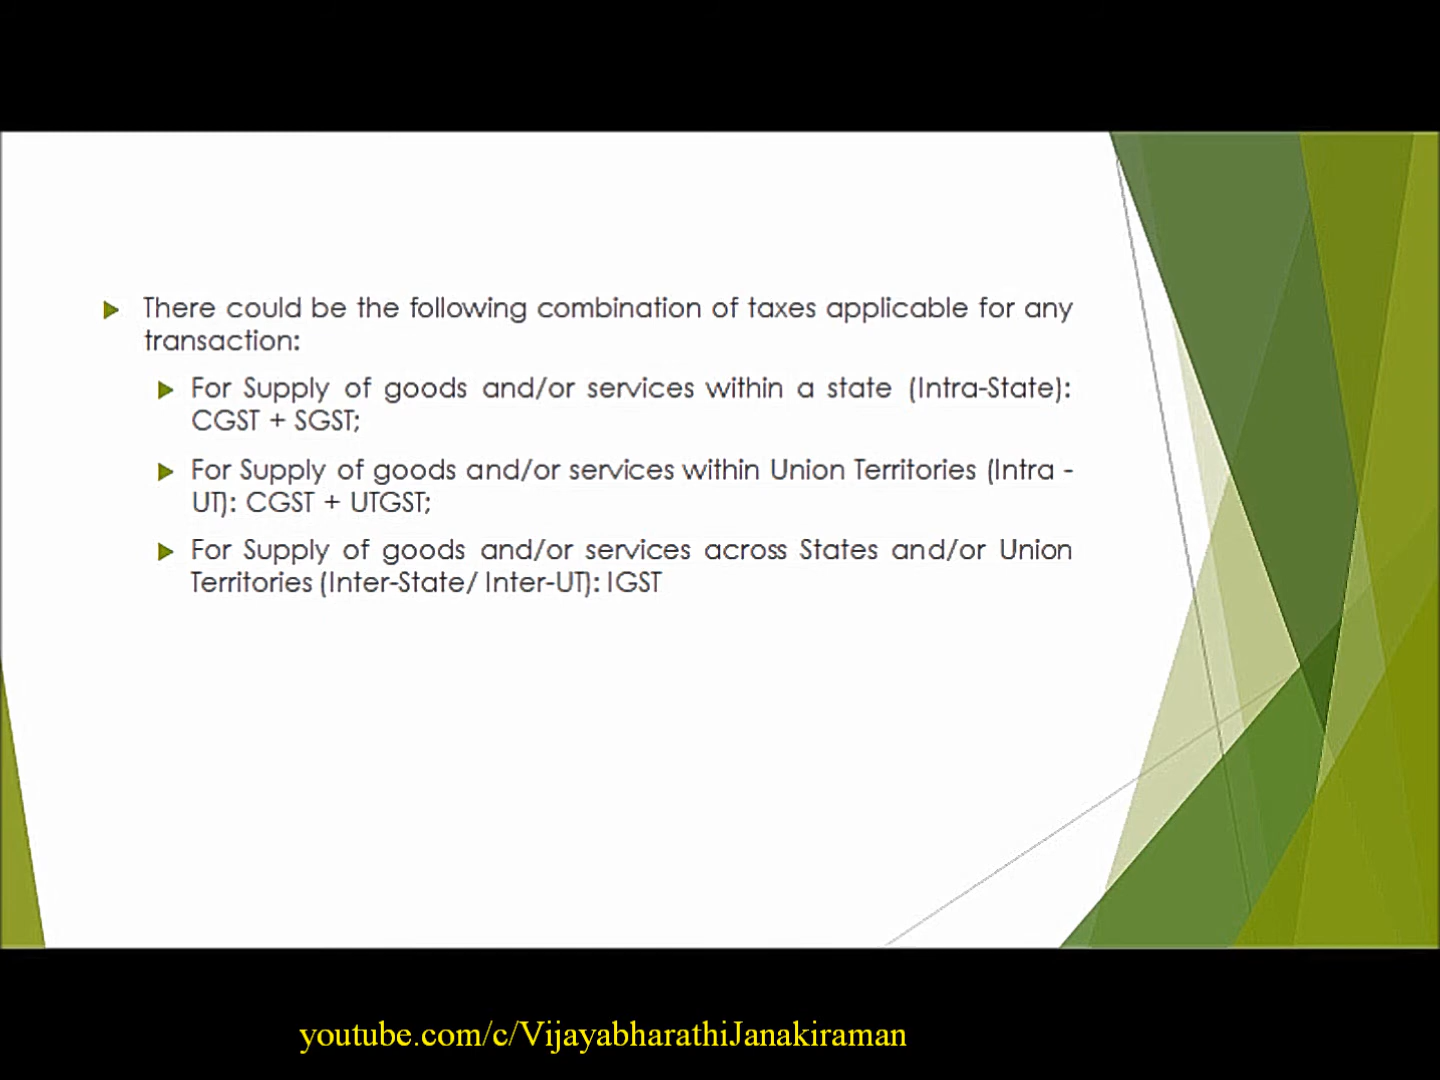 There could be the following combination of taxes applicable for any
transaction:
For Supply of goods and/or services within a state (Intra-State):
CGST + SGST;
For Supply of goods and/or services within Union Territories (Intra -
UT): CGST + UTGST;
For Supply of goods and/or services across States and/or Union
Territories (Inter-State/ Inter-UT): IGST
youtube.com/c/VijayabharathiJanakiraman